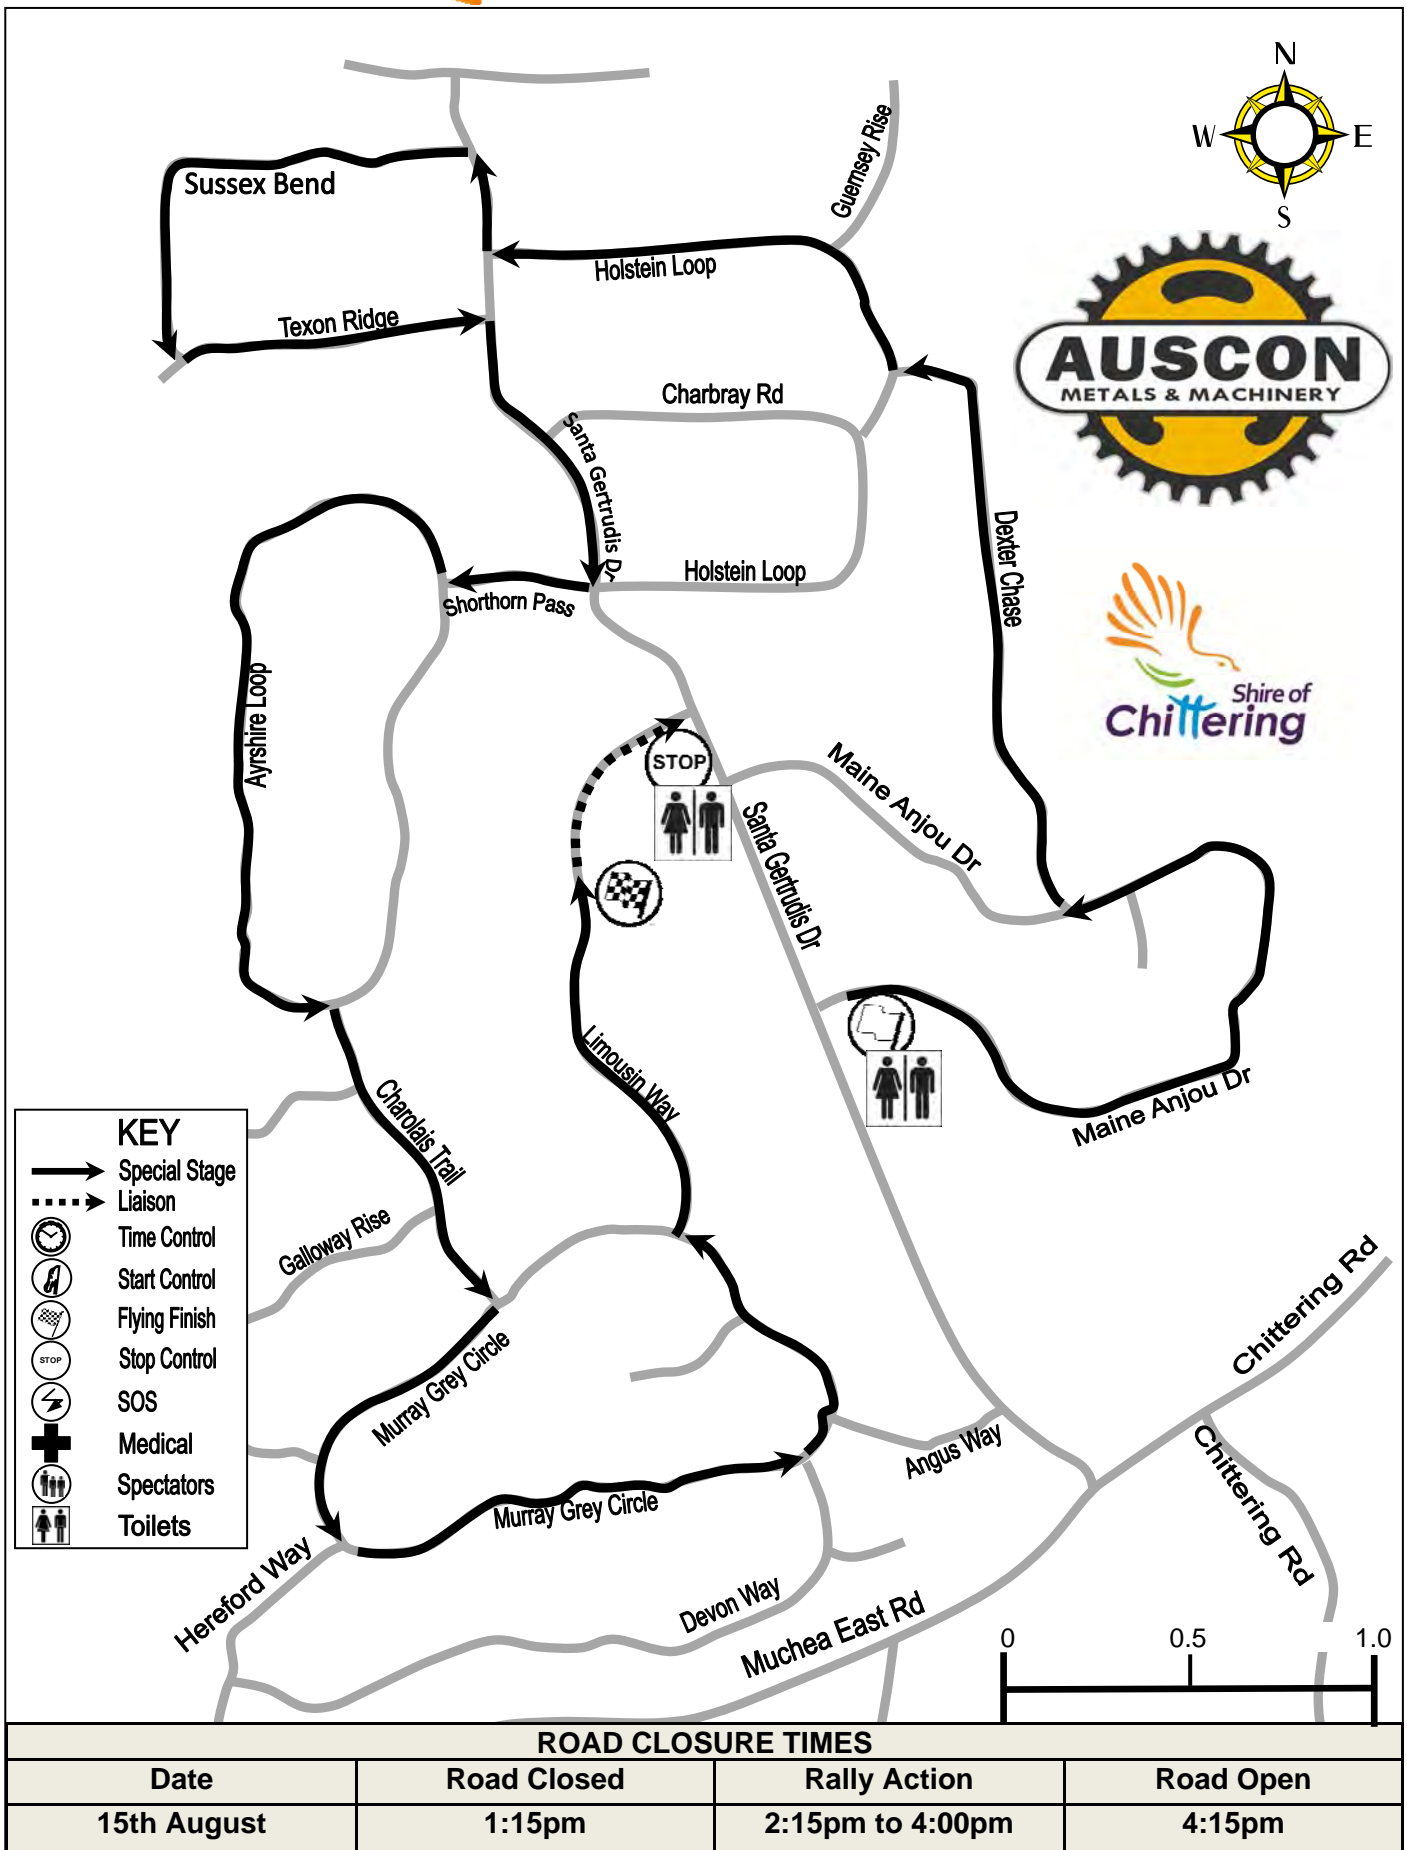 N
W
E
S
Guernsey Rise
Sussex Bend
Holstein Loop
Texon Ridge
AUSCON
METALS & MACHINERY
Charbray Rd
Santa Gertrudis Dr
Dexter Chase
Holstein Loop
Shorthorn Pass
Shire of
Chittering
Ayrshire Loop
STOP
Maine Anjou Dr
Santa Gertrudis Dr
Limousin Way
Maine Anjou Dr
Charolais Trail
KEY
Special Stage
Liaison
Time Control
Start Control
Flying Finish
STOP
Stop Control
SOS
Medical
Spectators
Toilets
Galloway Rise
Chittering Rd
Murray Grey Circle
Angus Way
Chittering Rd
Murray Grey Circle
Hereford Way
Devon Way
Muchea East Rd
0 0.5 1.0
ROAD CLOSURE TIMES
Date Road Closed Rally Action Road Open
15th August 1:15pm 2:15pm to 4:00pm 4:15pm